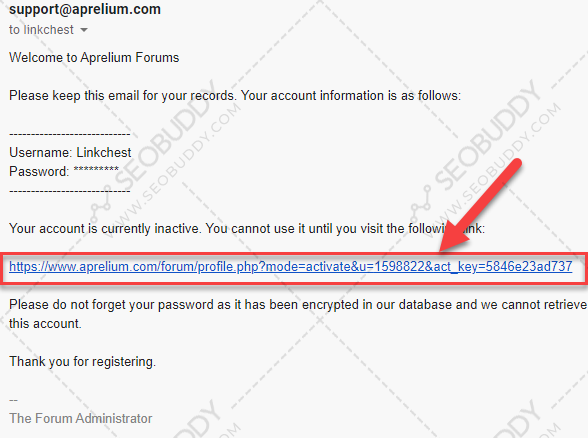 support@aprelium.com
to linkchest
Welcome to Aprelium Forums
Please keep this email for your records. Your account information is as follows:
----------------------------
Username: Linkchest
Password: *********
----------------------------
Your account is currently inactive. You cannot use it until you visit the following link:
https://www.aprelium.com/forum/profile.php?mode=activate&u=1598822&act_key=5846e23ad737
Please do not forget your password as it has been encrypted in our database and we cannot retrieve
this account.
Thank you for registering.
--
The Forum Administrator
SEOBUDDY
WWW.SEOBUDDY.COM